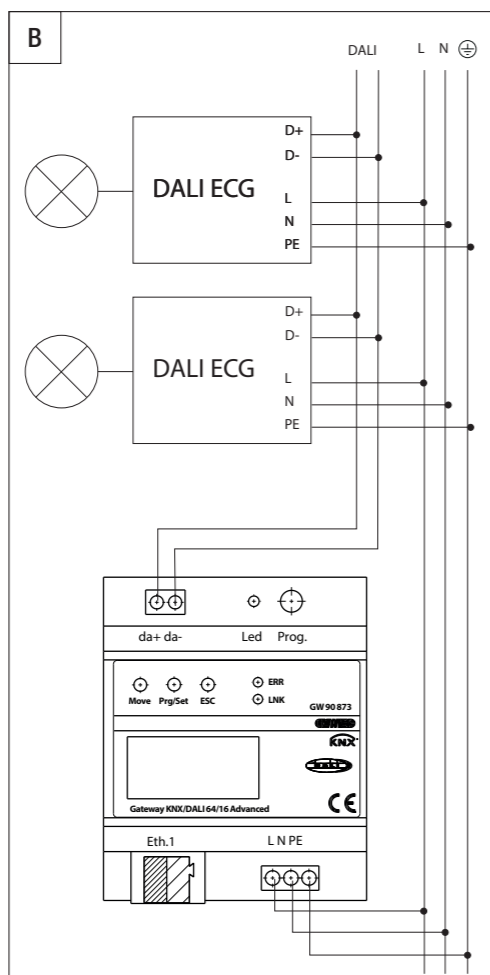 B
DALI L N
D+
D-
DALI ECG
L
N
PE
D+
D-
DALI ECG
L
N
PE
da+ da- Led Prog.
Move Prg/Set ESC
ERR
LNK
GW 90 873
KNX
DALI
Gateway KNX/DALI 64/16 Advanced
CE
Eth.1 L N PE